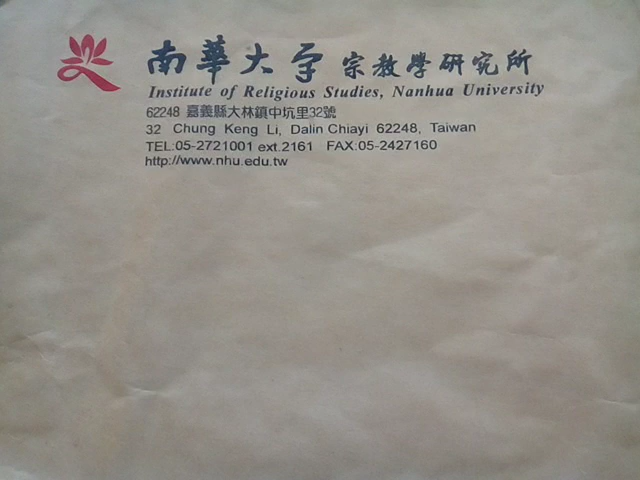 南華大学 宗教學研究所
Institute of Religious Studies, Nanhua University
62248 嘉義縣大林鎮中坑里32號
32 Chung Keng Li, Dalin Chiayi 62248, Taiwan
TEL:05-2721001 ext.2161 FAX:05-2427160
http://www.nhu.edu.tw